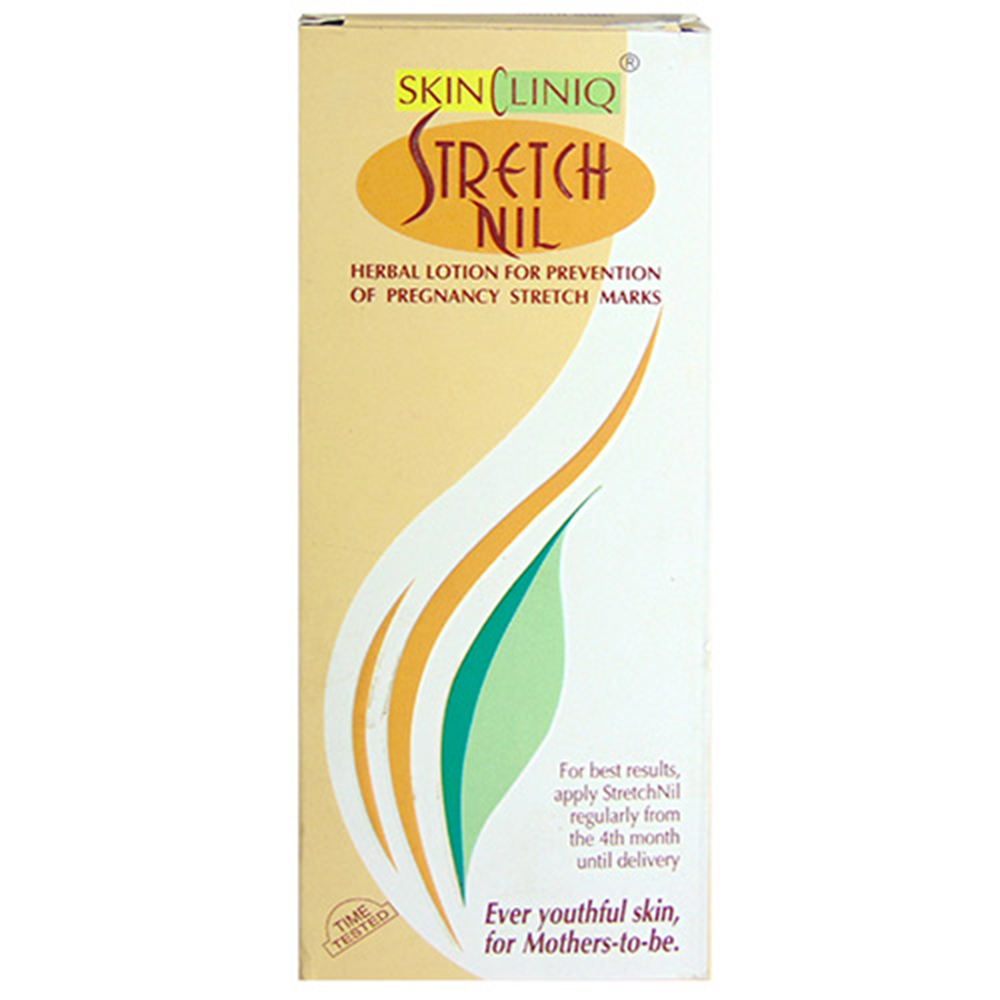 SKINCLINIQ®
STRETCH
NIL
HERBAL LOTION FOR PREVENTION
OF PREGNANCY STRETCH MARKS
For best results,
apply StretchNil
regularly from
the 4th month
until delivery
TIME
TESTED
Ever youthful skin,
for Mothers-to-be.